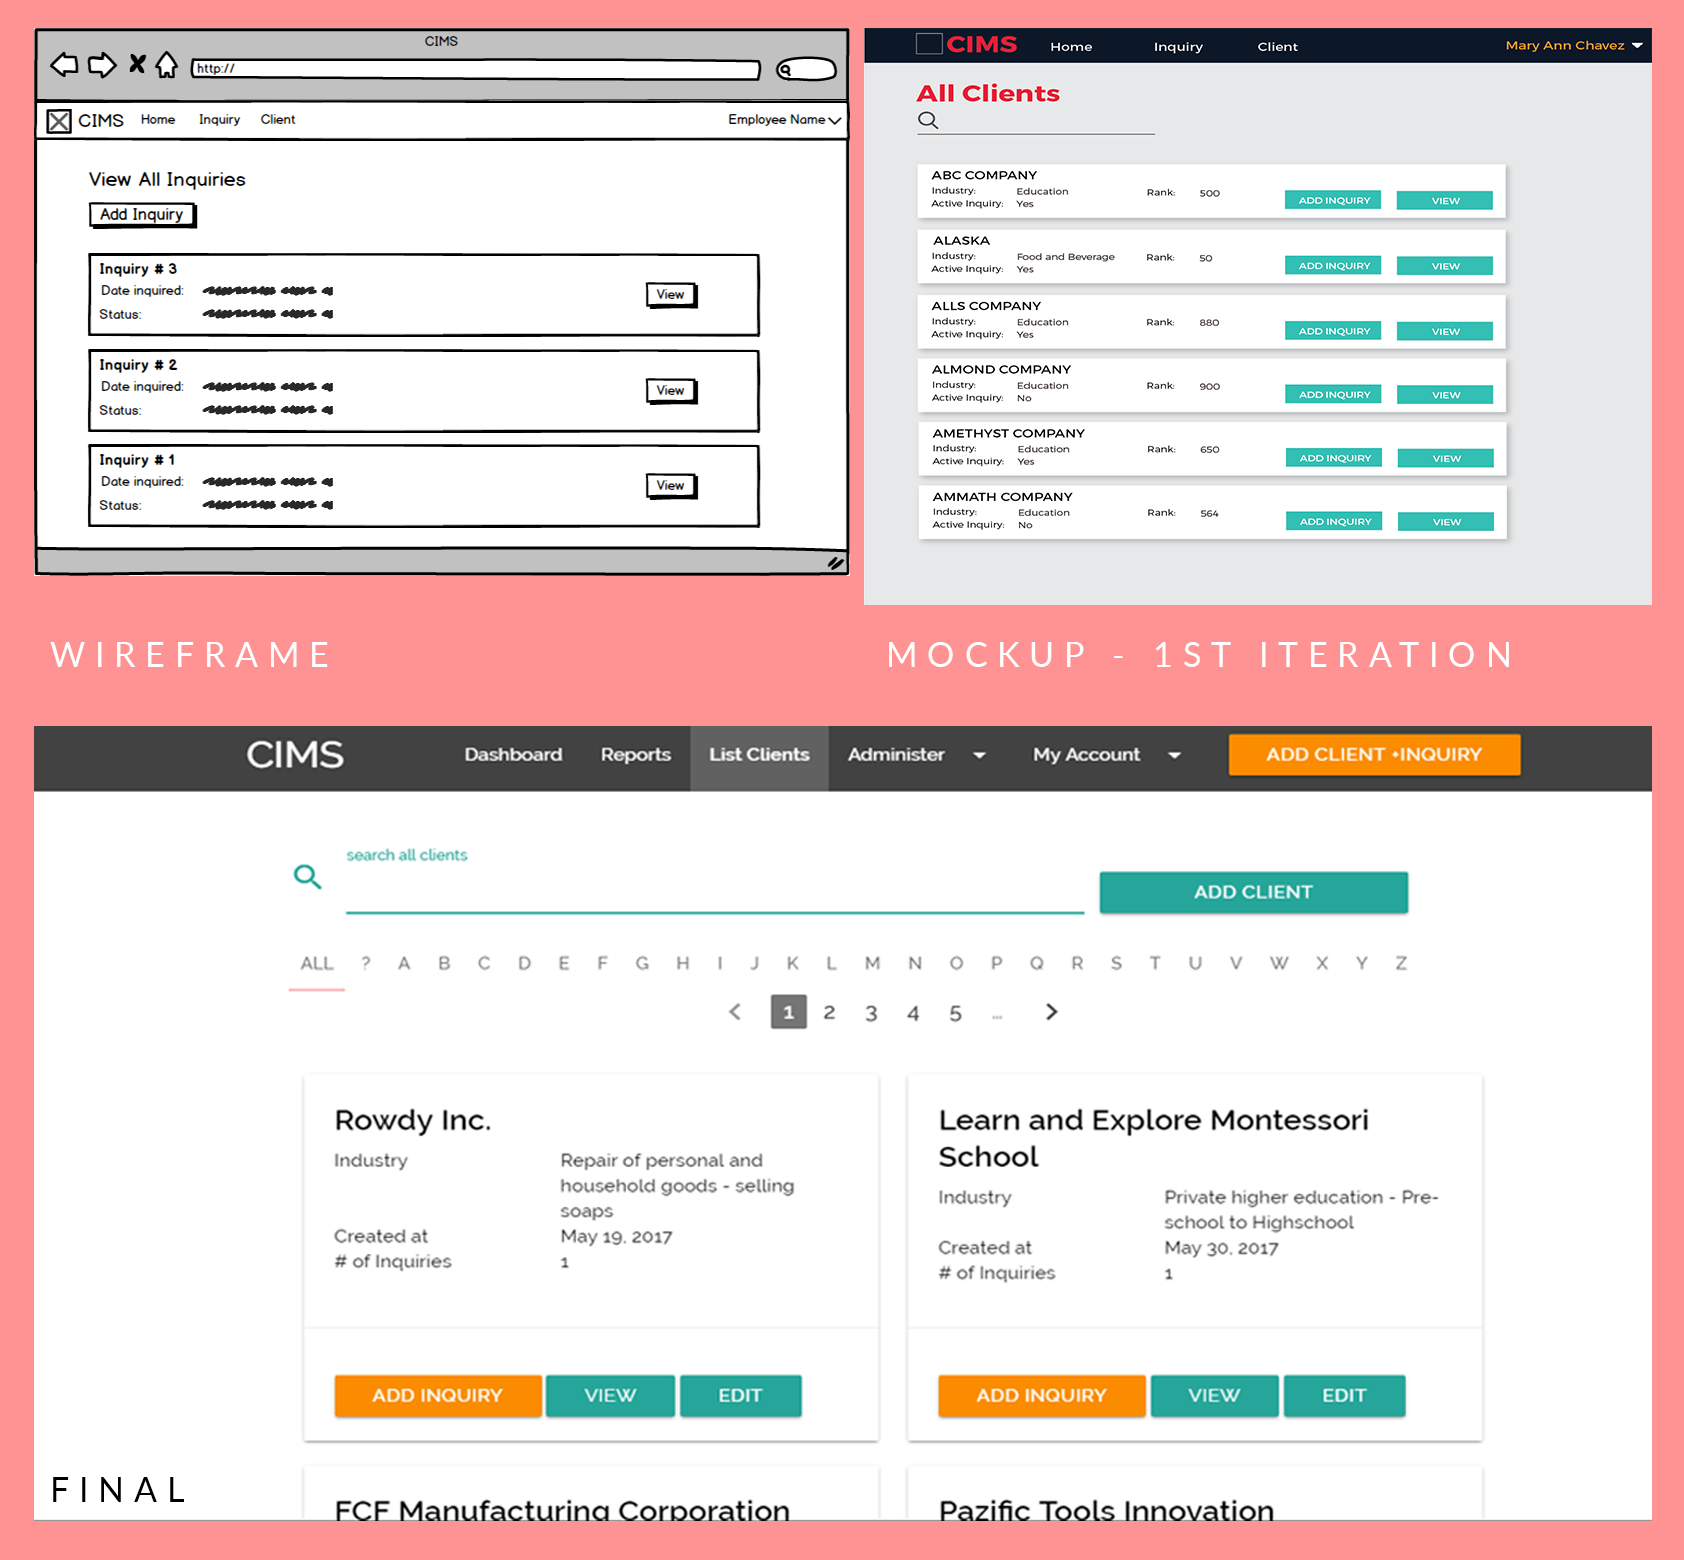 CIMS
http://
CIMS Home Inquiry Client Employee Name
View All Inquiries
Add Inquiry
Inquiry # 3
Date inquired:
Status:
View
Inquiry # 2
Date inquired:
Status:
View
Inquiry # 1
Date inquired:
Status:
View
CIMS Home Inquiry Client Mary Ann Chavez
All Clients
ABC COMPANY
Industry: Education Rank: 500
Active Inquiry: Yes
ADD INQUIRY VIEW
ALASKA
Industry: Food and Beverage Rank: 50
Active Inquiry: Yes
ADD INQUIRY VIEW
ALLS COMPANY
Industry: Education Rank: 880
Active Inquiry: Yes
ADD INQUIRY VIEW
ALMOND COMPANY
Industry: Education Rank: 900
Active Inquiry: No
ADD INQUIRY VIEW
AMETHYST COMPANY
Industry: Education Rank: 650
Active Inquiry: Yes
ADD INQUIRY VIEW
AMMATH COMPANY
Industry: Education Rank: 564
Active Inquiry: No
ADD INQUIRY VIEW
WIREFRAME
MOCKUP - 1ST ITERATION
CIMS Dashboard Reports List Clients Administer My Account ADD CLIENT +INQUIRY
search all clients
ADD CLIENT
ALL ? A B C D E F G H I J K L M N O P Q R S T U V W X Y Z
< 1 2 3 4 5 ... >
Rowdy Inc.
Industry Repair of personal and
household goods - selling
soaps
Created at May 19, 2017
# of Inquiries 1
ADD INQUIRY VIEW EDIT
Learn and Explore Montessori
School
Industry Private higher education - Pre-
school to Highschool
Created at May 30, 2017
# of Inquiries 1
ADD INQUIRY VIEW EDIT
FCF Manufacturing Corporation
Pazific Tools Innovation
FINAL